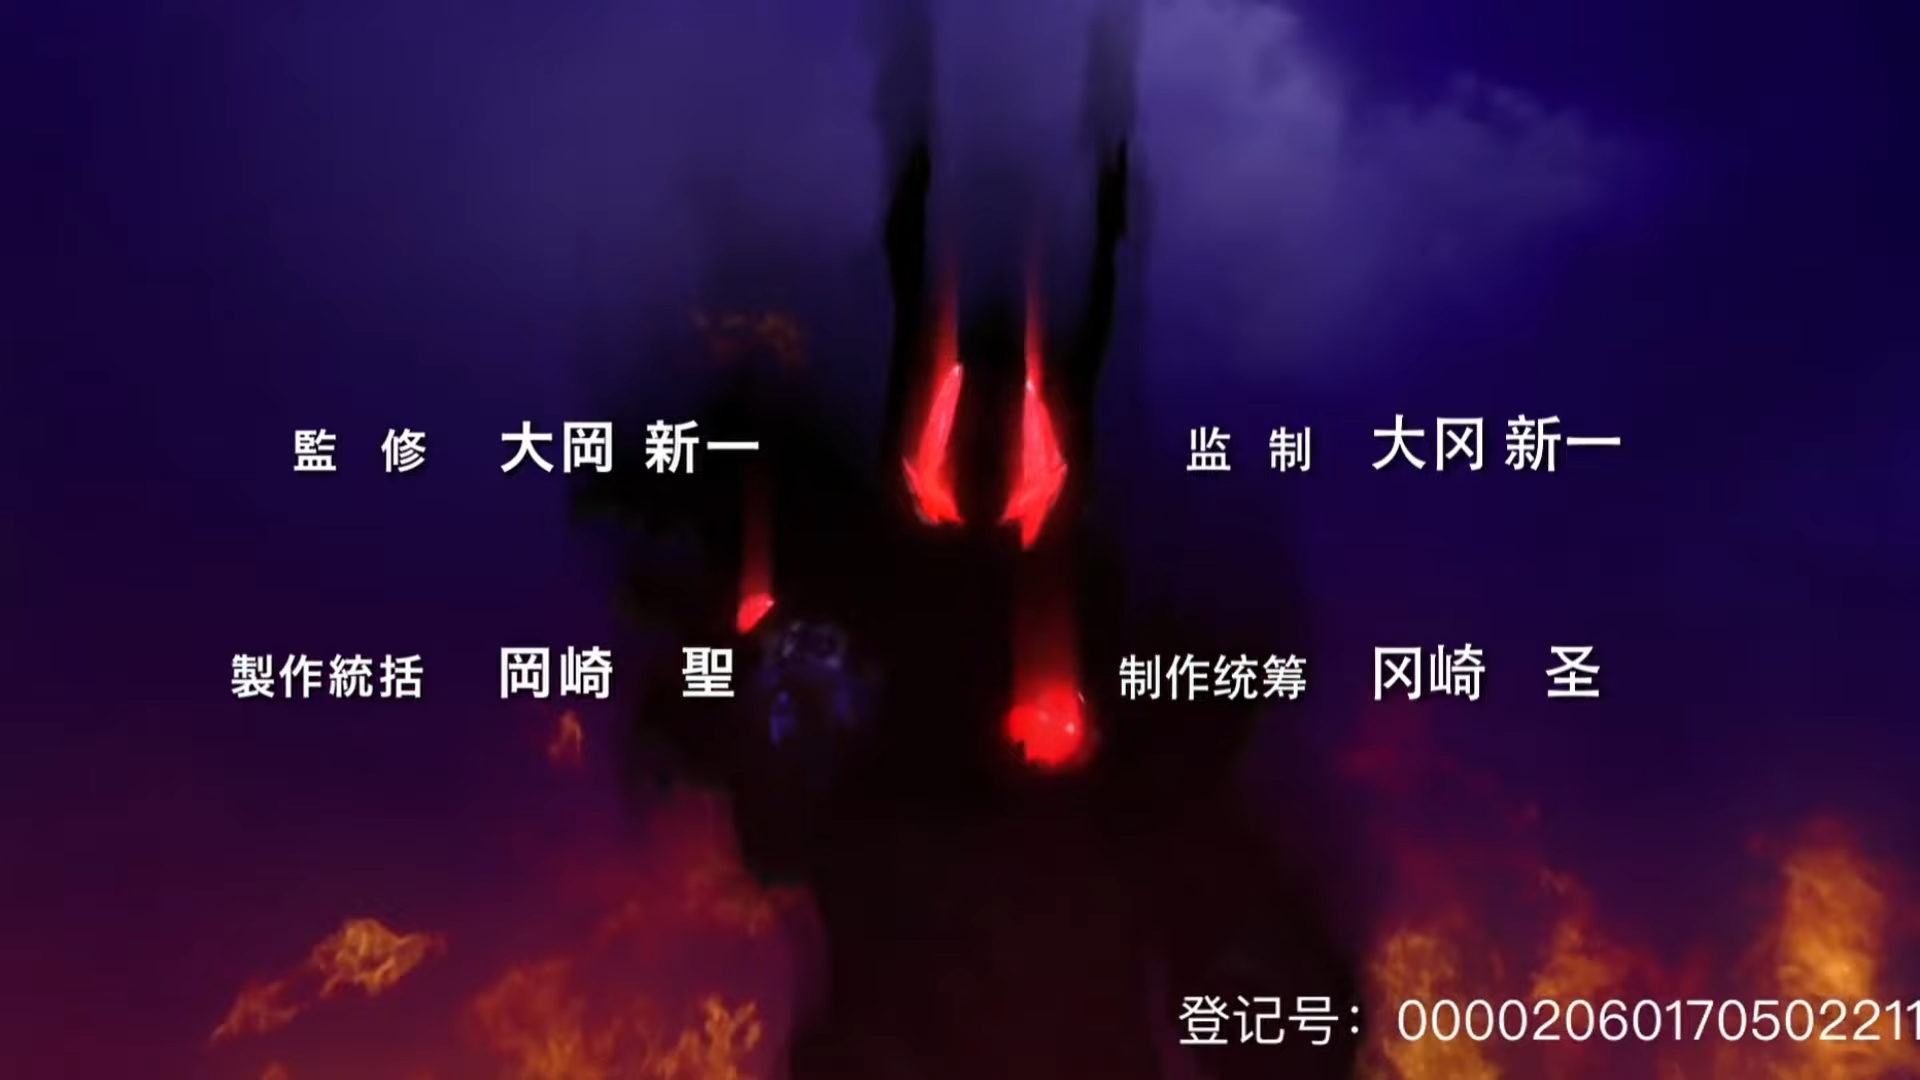 監 修 大岡 新一
监 制 大冈 新一
製作統括 岡崎 聖
制作统筹 冈崎 圣
登记号：00002060170502211